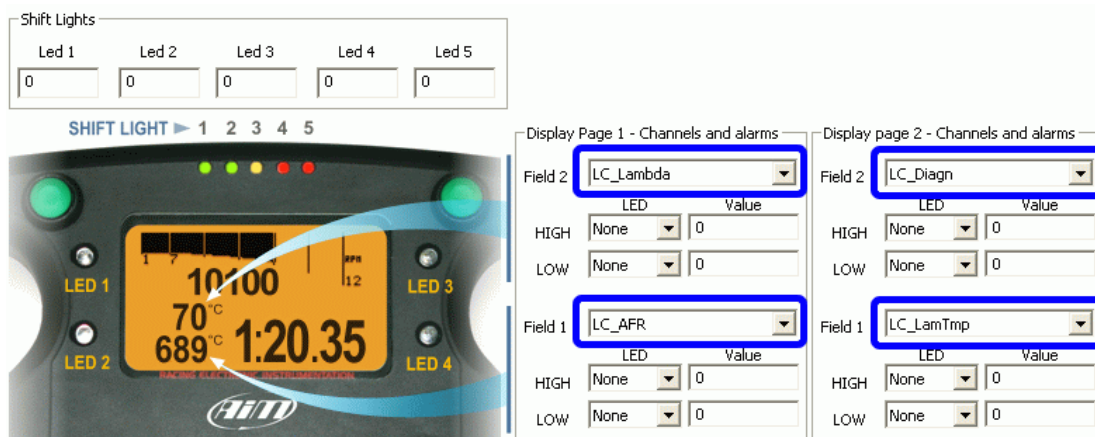 Shift Lights
Led 1 Led 2 Led 3 Led 4 Led 5
0 0 0 0 0
SHIFT LIGHT ► 1 2 3 4 5
1 7 RPM
10100 12
70 °C
689 °C 1:20.35
LED 1
LED 2
LED 3
LED 4
RACING ELECTRONIC INSTRUMENTATION
AiM
Display Page 1 - Channels and alarms
Field 2 LC_Lambda
LED Value
HIGH None 0
LOW None 0
Field 1 LC_AFR
LED Value
HIGH None 0
LOW None 0
Display page 2 - Channels and alarms
Field 2 LC_Diagn
LED Value
HIGH None 0
LOW None 0
Field 1 LC_LamTmp
LED Value
HIGH None 0
LOW None 0